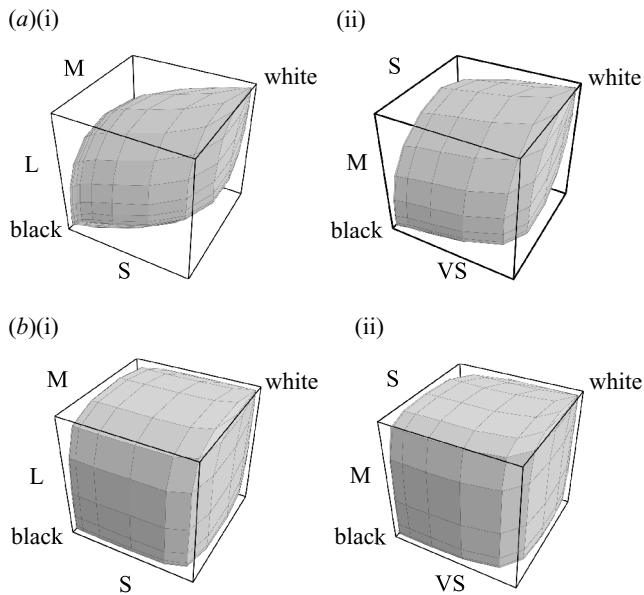 (a)(i)
(ii)
M
white
L
black
S
S
white
M
black
VS
(b)(i)
(ii)
M
white
L
black
S
S
white
M
black
VS